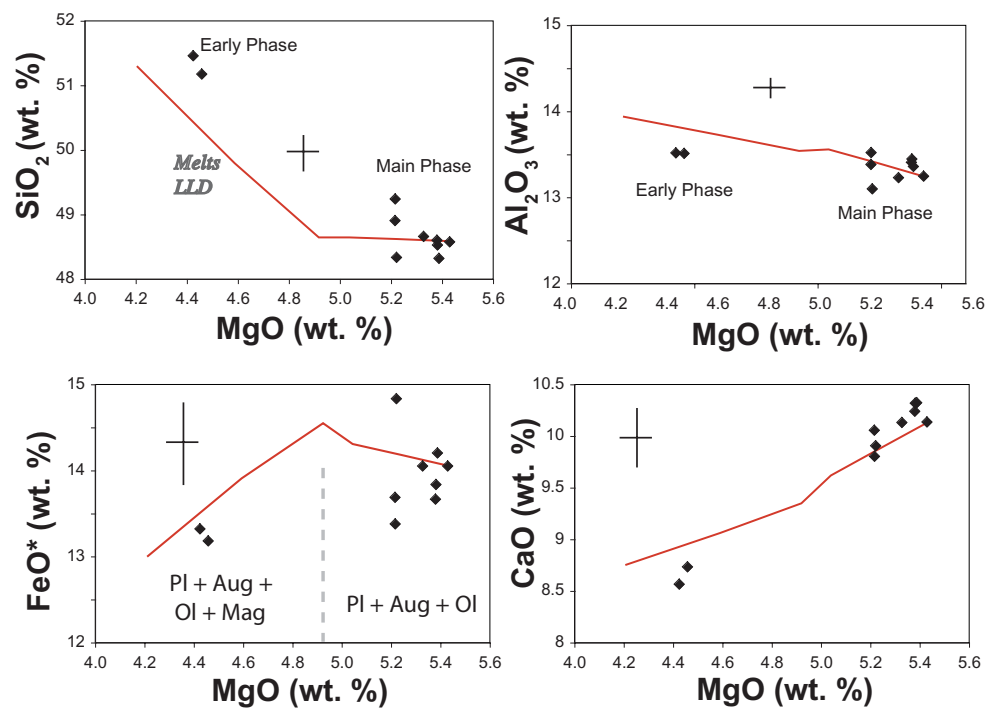 52
51
50
49
48
SiO2 (wt. %)
Early Phase
Melts
LLD
Main Phase
4.0 4.2 4.4 4.6 4.8 5.0 5.2 5.4 5.6
MgO (wt. %)
15
14
13
12
Al2O3 (wt. %)
Early Phase
Main Phase
4.0 4.2 4.4 4.6 4.8 5.0 5.2 5.4 5.6
MgO (wt. %)
15
14
13
12
FeO* (wt. %)
Pl + Aug +
Ol + Mag
Pl + Aug + Ol
4.0 4.2 4.4 4.6 4.8 5.0 5.2 5.4 5.6
MgO (wt. %)
10.5
10
9.5
9
8.5
8
CaO (wt. %)
4.0 4.2 4.4 4.6 4.8 5.0 5.2 5.4 5.6
MgO (wt. %)